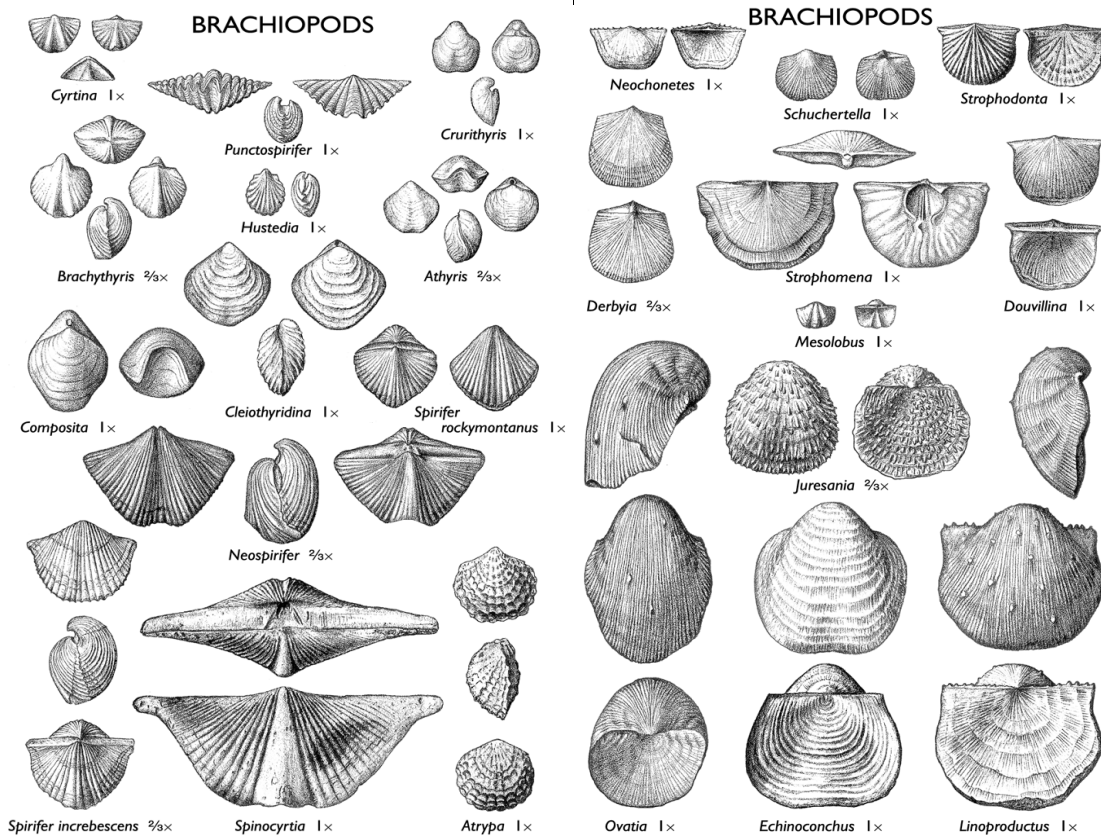 BRACHIOPODS
Cyrtina 1×
Punctospirifer 1×
Crurithyris 1×
Hustedia 1×
Brachythyris 2/3×
Athyris 2/3×
Composita 1×
Cleiothyridina 1×
Spirifer
rockymontanus 1×
Neospirifer 2/3×
Spirifer increbescens 2/3×
Spinocyrtia 1×
Atrypa 1×
BRACHIOPODS
Neochonetes 1×
Schuchertella 1×
Strophodonta 1×
Strophomena 1×
Derbyia 2/3×
Douvillina 1×
Mesolobus 1×
Juresania 2/3×
Ovatia 1×
Echinoconchus 1×
Linoproductus 1×